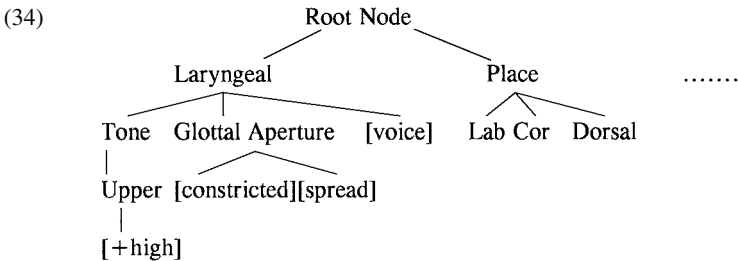 (34) Root Node
Laryngeal Place .......
Tone Glottal Aperture [voice] Lab Cor Dorsal
Upper [constricted][spread]
[+high]